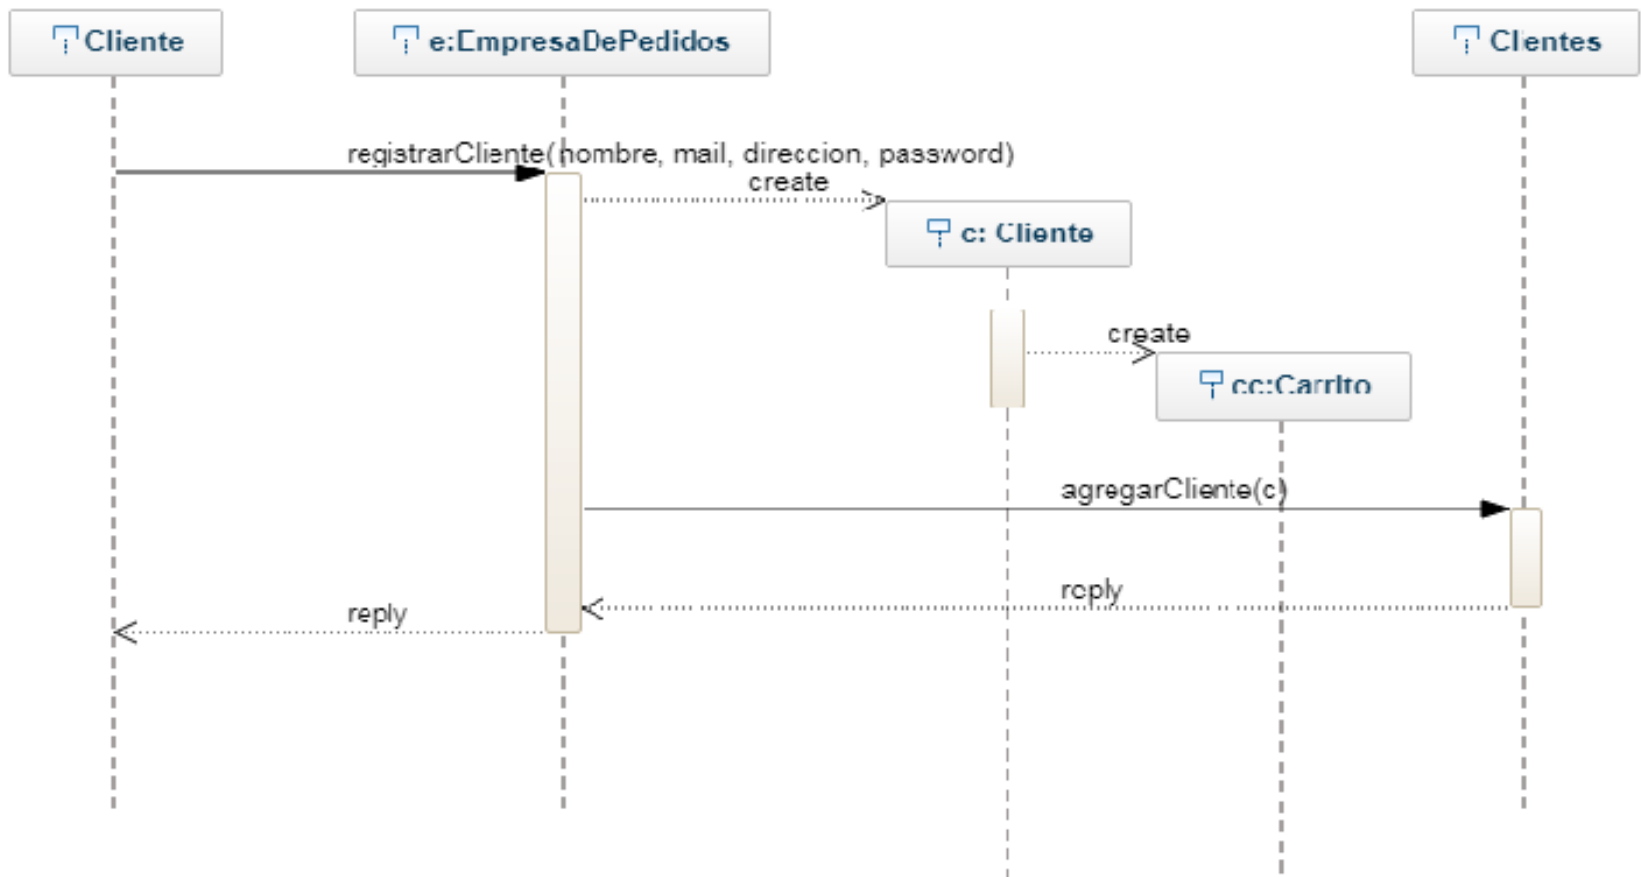 Cliente
e:EmpresaDePedidos
Clientes
registrarCliente(nombre, mail, direccion, password)
create
c: Cliente
create
cc:Carrito
agregarCliente(c)
reply
reply